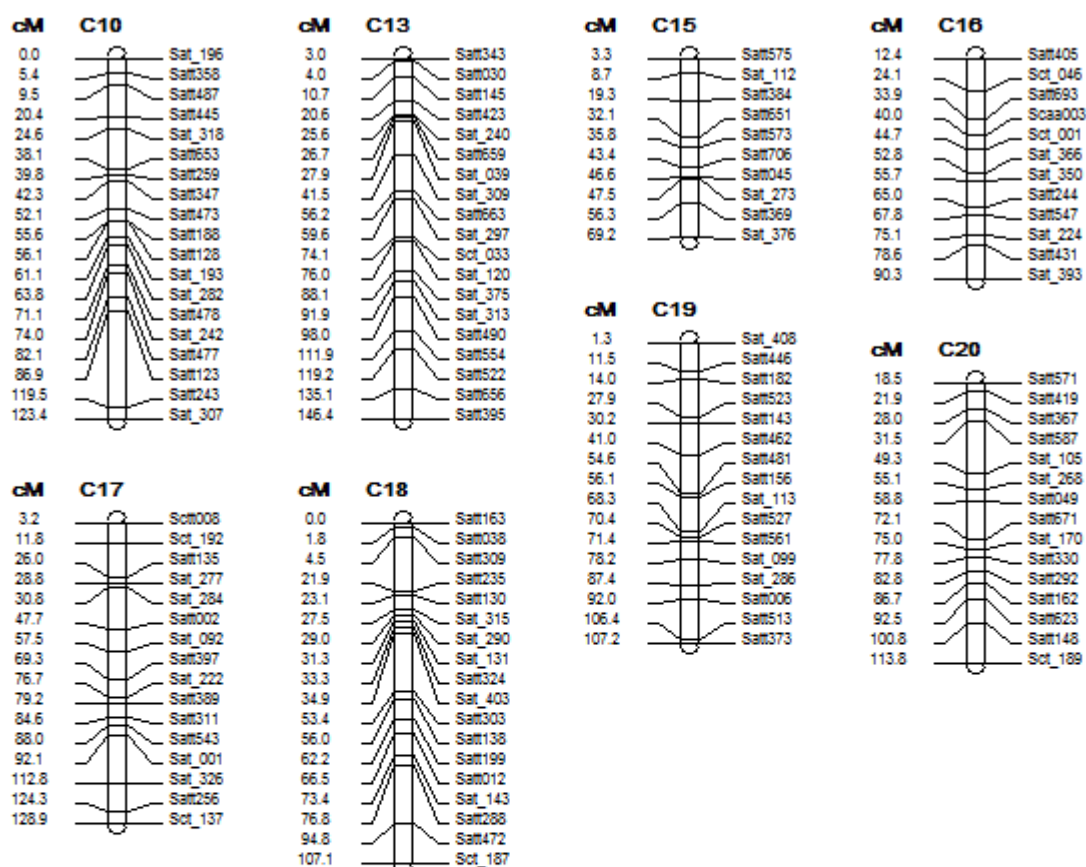 cM C10
0.0 Sat_196
5.4 Satt358
9.5 Satt487
20.4 Satt445
24.6 Sat_318
38.1 Satt653
39.8 Satt259
42.3 Satt347
52.1 Satt473
55.6 Satt188
56.1 Satt128
61.1 Sat_193
63.8 Sat_282
71.1 Satt478
74.0 Sat_242
82.1 Satt477
86.9 Satt123
119.5 Satt243
123.4 Sat_307
cM C13
3.0 Satt343
4.0 Satt030
10.7 Satt145
20.6 Satt423
25.6 Sat_240
26.7 Satt659
27.9 Sat_039
41.5 Sat_309
56.2 Satt663
59.6 Sat_297
74.1 Sct_033
76.0 Sat_120
88.1 Sat_375
91.9 Sat_313
98.0 Satt490
111.9 Satt554
119.2 Satt522
135.1 Satt656
146.4 Satt395
cM C15
3.3 Satt575
8.7 Sat_112
19.3 Satt384
32.1 Satt651
35.8 Satt573
43.4 Satt706
46.6 Satt045
47.5 Sat_273
56.3 Satt369
69.2 Sat_376
cM C16
12.4 Satt405
24.1 Sct_046
33.9 Satt693
40.0 Scaa003
44.7 Sct_001
52.8 Sat_366
55.7 Sat_350
65.0 Satt244
67.8 Satt547
75.1 Sat_224
78.6 Satt431
90.3 Sat_393
cM C17
3.2 Sctt008
11.8 Sct_192
26.0 Satt135
28.8 Sat_277
30.8 Sat_284
47.7 Satt002
57.5 Sat_092
69.3 Satt397
76.7 Sat_222
79.2 Satt389
84.6 Satt311
88.0 Satt543
92.1 Sat_001
112.8 Sat_326
124.3 Satt256
128.9 Sct_137
cM C18
0.0 Satt163
1.8 Satt038
4.5 Satt309
21.9 Satt235
23.1 Satt130
27.5 Sat_315
29.0 Sat_290
31.3 Sat_131
33.3 Satt324
34.9 Sat_403
53.4 Satt303
56.0 Satt138
62.2 Satt199
66.5 Satt012
73.4 Sat_143
76.8 Satt288
94.8 Satt472
107.1 Sct_187
cM C19
1.3 Sat_408
11.5 Satt446
14.0 Satt182
27.9 Satt523
30.2 Satt143
41.0 Satt462
54.6 Satt481
56.1 Satt156
68.3 Sat_113
70.4 Satt527
71.4 Satt561
78.2 Sat_099
87.4 Sat_286
92.0 Satt006
106.4 Satt513
107.2 Satt373
cM C20
18.5 Satt571
21.9 Satt419
28.0 Satt367
31.5 Satt587
49.3 Sat_105
55.1 Sat_268
58.8 Satt049
72.1 Satt671
75.0 Sat_170
77.8 Satt330
82.8 Satt292
86.7 Satt162
92.5 Satt623
100.8 Satt148
113.8 Sct_189